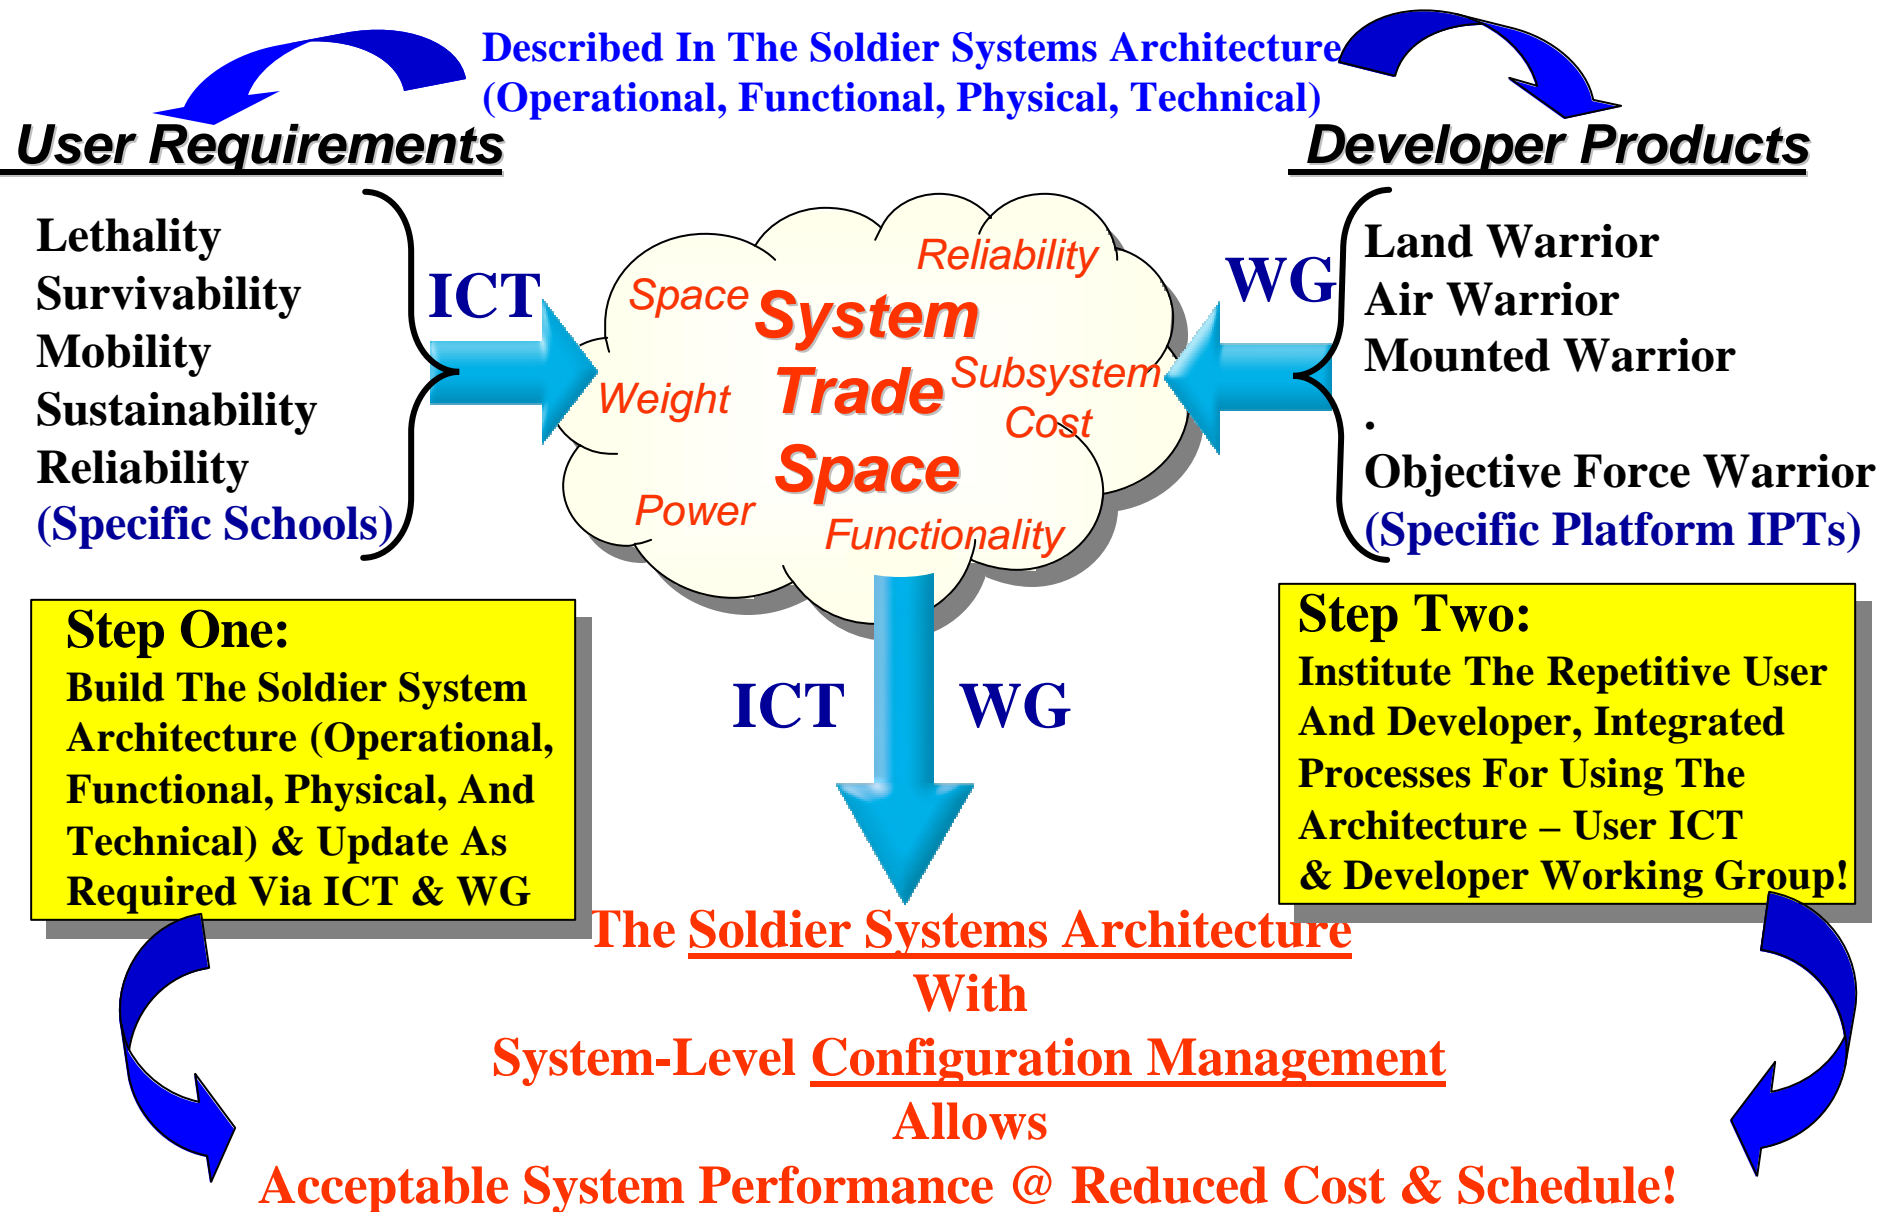 Described In The Soldier Systems Architecture
(Operational, Functional, Physical, Technical)
User Requirements
Developer Products
Lethality
Survivability
Mobility
Sustainability
Reliability
(Specific Schools)
ICT
Reliability
Space
System
Trade
Space
Subsystem
Cost
Weight
Power
Functionality
WG
Land Warrior
Air Warrior
Mounted Warrior
.
Objective Force Warrior
(Specific Platform IPTs)
Step One:
Build The Soldier System
Architecture (Operational,
Functional, Physical, And
Technical) & Update As
Required Via ICT & WG
ICT WG
Step Two:
Institute The Repetitive User
And Developer, Integrated
Processes For Using The
Architecture – User ICT
& Developer Working Group!
The Soldier Systems Architecture
With
System-Level Configuration Management
Allows
Acceptable System Performance @ Reduced Cost & Schedule!